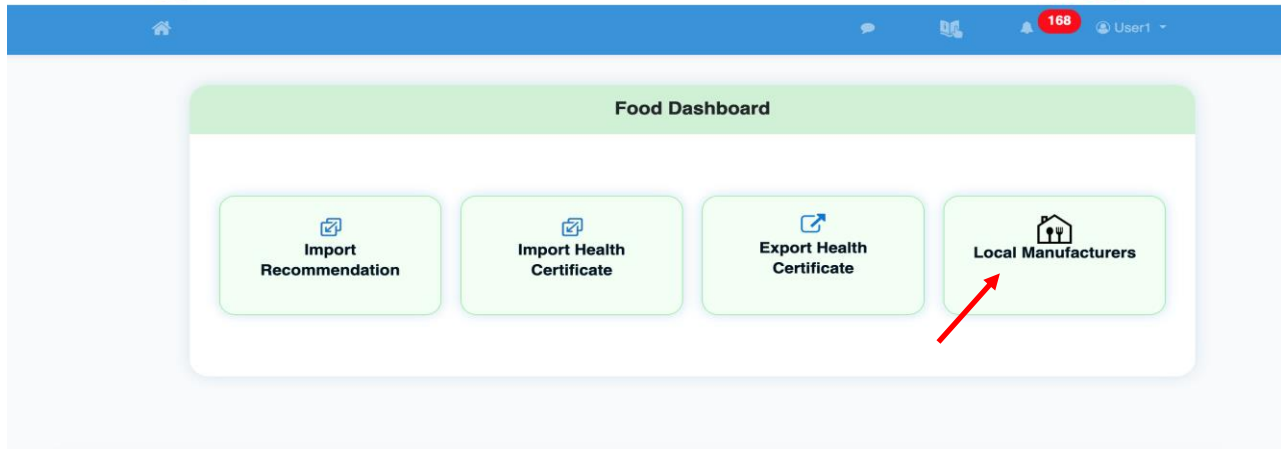 168
User1
Food Dashboard
Import
Recommendation
Import Health
Certificate
Export Health
Certificate
Local Manufacturers